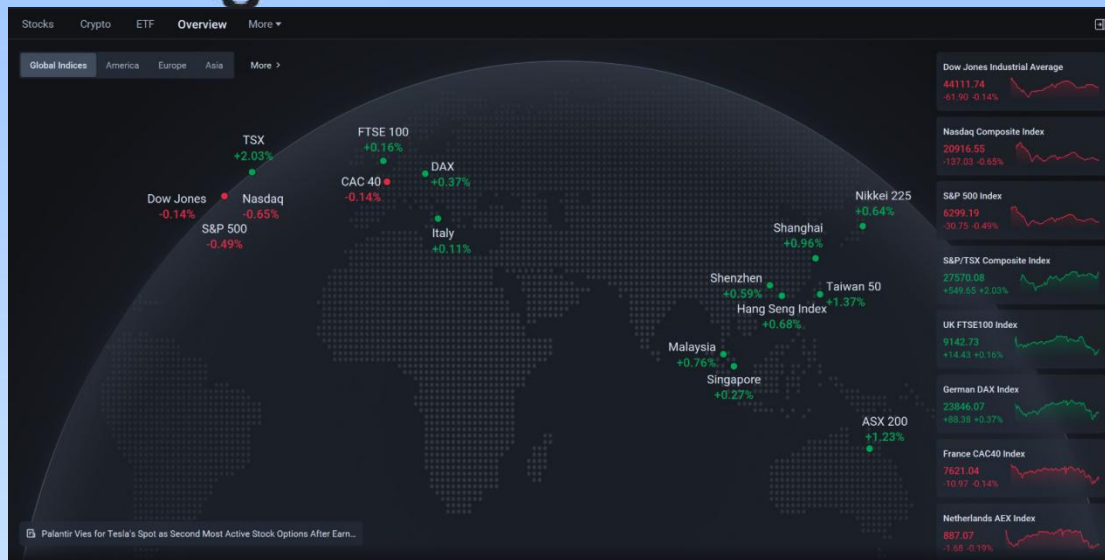 Stocks Crypto ETF Overview More
Global Indices America Europe Asia More >
TSX
+2.03%
FTSE 100
+0.16%
DAX
+0.37%
CAC 40
-0.14%
Dow Jones
-0.14%
Nasdaq
-0.65%
S&P 500
-0.49%
Italy
+0.11%
Nikkei 225
+0.64%
Shanghai
+0.96%
Shenzhen
+0.59%
Taiwan 50
+1.37%
Hang Seng Index
+0.68%
Malaysia
+0.76%
Singapore
+0.27%
ASX 200
+1.23%
Dow Jones Industrial Average
44111.74
-61.90 -0.14%
Nasdaq Composite Index
20916.55
-137.03 -0.65%
S&P 500 Index
6299.19
-30.75 -0.49%
S&P/TSX Composite Index
27570.08
+549.65 +2.03%
UK FTSE100 Index
9142.73
+14.43 +0.16%
German DAX Index
23846.07
+88.38 +0.37%
France CAC40 Index
7621.04
-10.97 -0.14%
Netherlands AEX Index
887.07
-1.65 -0.19%
Palantir Vies for Tesla's Spot as Second Most Active Stock Options After Earn...